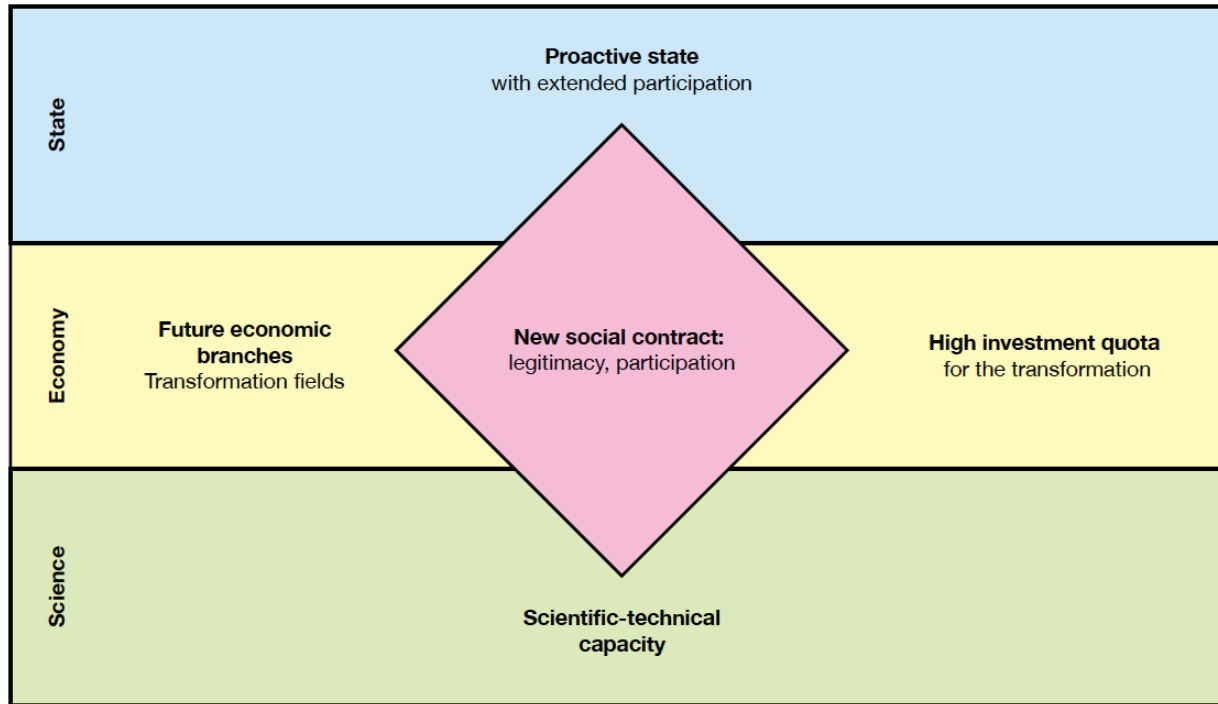 State
Proactive state
with extended participation
Economy
Future economic
branches
Transformation fields
New social contract:
legitimacy, participation
High investment quota
for the transformation
Science
Scientific-technical
capacity